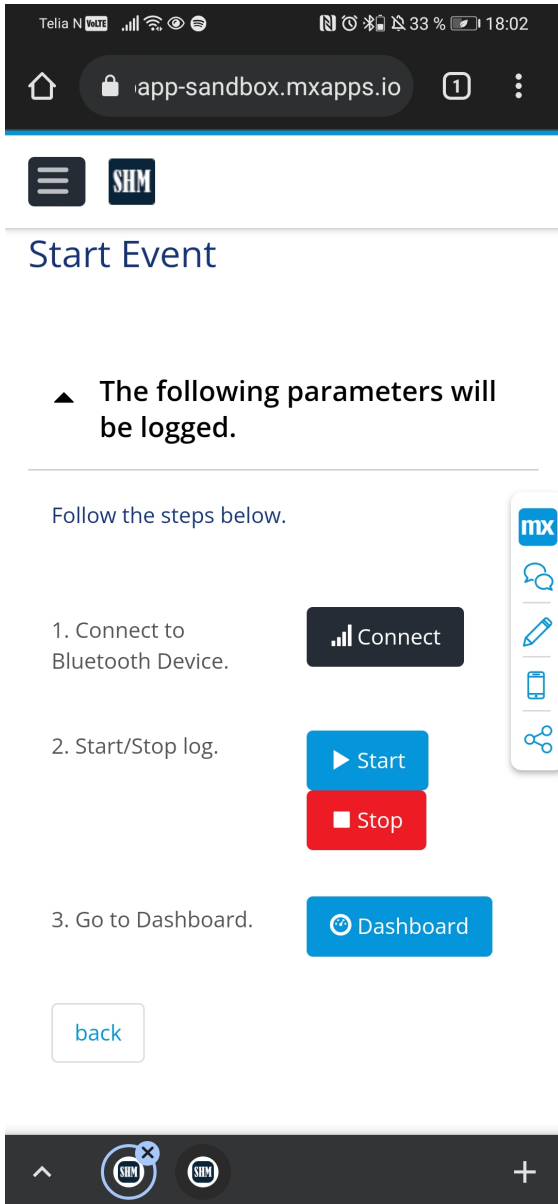 Telia N VoLTE 33 % 18:02
app-sandbox.mxapps.io 1
SHM
Start Event
The following parameters will
be logged.
Follow the steps below.
mx
1. Connect to
Bluetooth Device.
Connect
2. Start/Stop log.
Start
Stop
3. Go to Dashboard.
Dashboard
back
SHM SHM